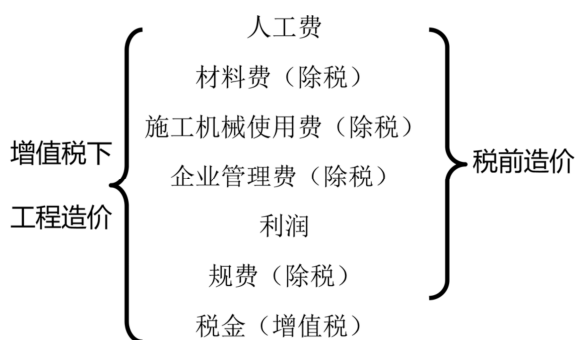 增值税下
工程造价
人工费
材料费（除税）
施工机械使用费（除税）
企业管理费（除税）
利润
规费（除税）
税金（增值税）
税前造价